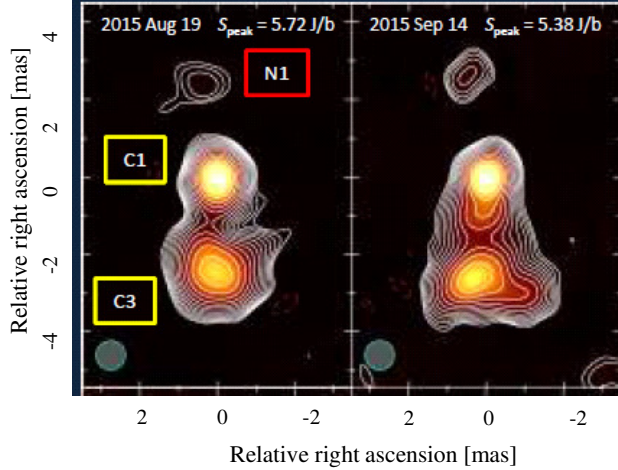 2015 Aug 19 Speak = 5.72 J/b
2015 Sep 14 Speak = 5.38 J/b
N1
C1
C3
4
2
0
-2
-4
Relative right ascension [mas]
2 0 -2
2 0 -2
Relative right ascension [mas]